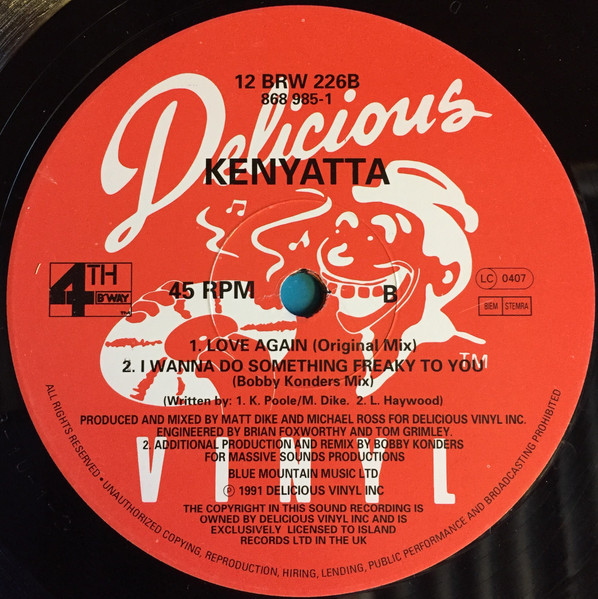 12 BRW 226B
868 985-1
Delicious
KENYATTA
4TH
B'WAY
TM
LC 0407
45 RPM
B
BIEM STEMRA
1. LOVE AGAIN (Original Mix)
2. I WANNA DO SOMETHING FREAKY TO YOU
TM
(Bobby Konders Mix)
(Written by: 1. K. Poole/M. Dike. 2. L. Haywood)
PRODUCED AND MIXED BY MATT DIKE AND MICHAEL ROSS FOR DELICIOUS VINYL INC.
ENGINEERED BY BRIAN FOXWORTHY AND TOM GRIMLEY.
2. ADDITIONAL PRODUCTION AND REMIX BY BOBBY KONDERS
FOR MASSIVE SOUNDS PRODUCTIONS
VINYL
BLUE MOUNTAIN MUSIC LTD
℗ 1991 DELICIOUS VINYL INC
THE COPYRIGHT IN THIS SOUND RECORDING IS
OWNED BY DELICIOUS VINYL INC AND IS
EXCLUSIVELY LICENSED TO ISLAND
RECORDS LTD IN THE UK
ALL RIGHTS RESERVED • UNAUTHORIZED COPYING, REPRODUCTION, HIRING, LENDING, PUBLIC PERFORMANCE AND BROADCASTING PROHIBITED